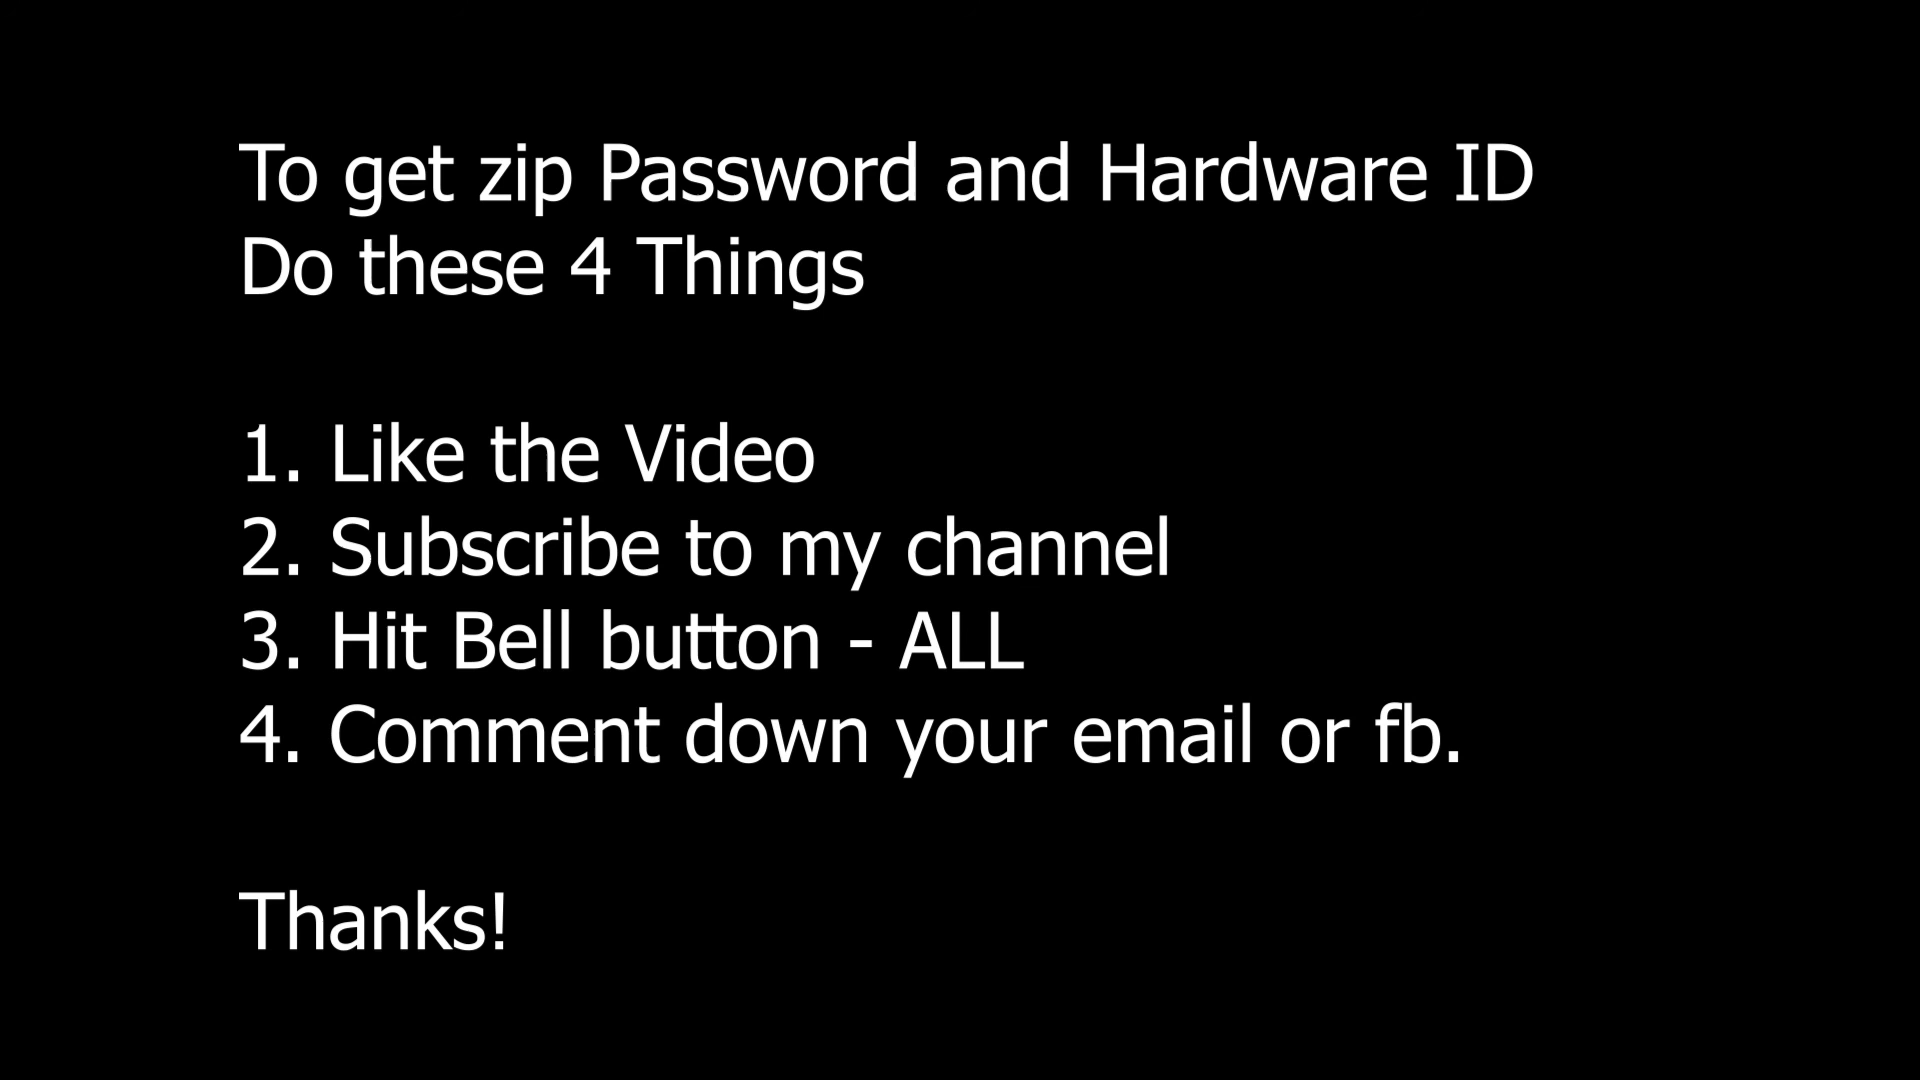 To get zip Password and Hardware ID
Do these 4 Things
1. Like the Video
2. Subscribe to my channel
3. Hit Bell button - ALL
4. Comment down your email or fb.
Thanks!